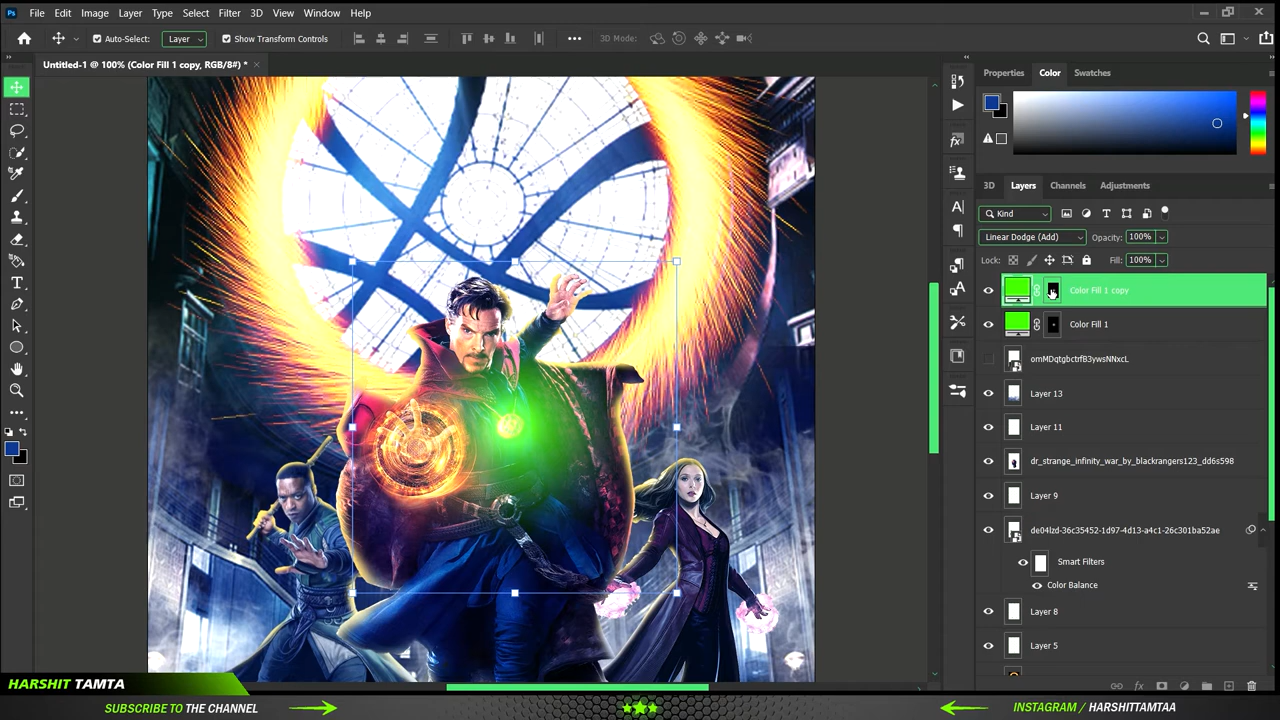 Ps File Edit Image Layer Type Select Filter 3D View Window Help
Auto-Select: Layer Show Transform Controls 3D Mode:
Untitled-1 @ 100% (Color Fill 1 copy, RGB/8#) *
Properties Color Swatches
3D Layers Channels Adjustments
Kind
Linear Dodge (Add) Opacity: 100%
Lock: Fill: 100%
Color Fill 1 copy
Color Fill 1
omMDqtgbctrfB3ywsNNxcL
Layer 13
Layer 11
dr_strange_infinity_war_by_blackrangers123_dd6s598
Layer 9
de04lzd-36c35452-1d97-4d13-a4c1-26c301ba52ae
Smart Filters
Color Balance
Layer 8
Layer 5
HARSHIT TAMTA
SUBSCRIBE TO THE CHANNEL
INSTAGRAM / HARSHITTAMTAA